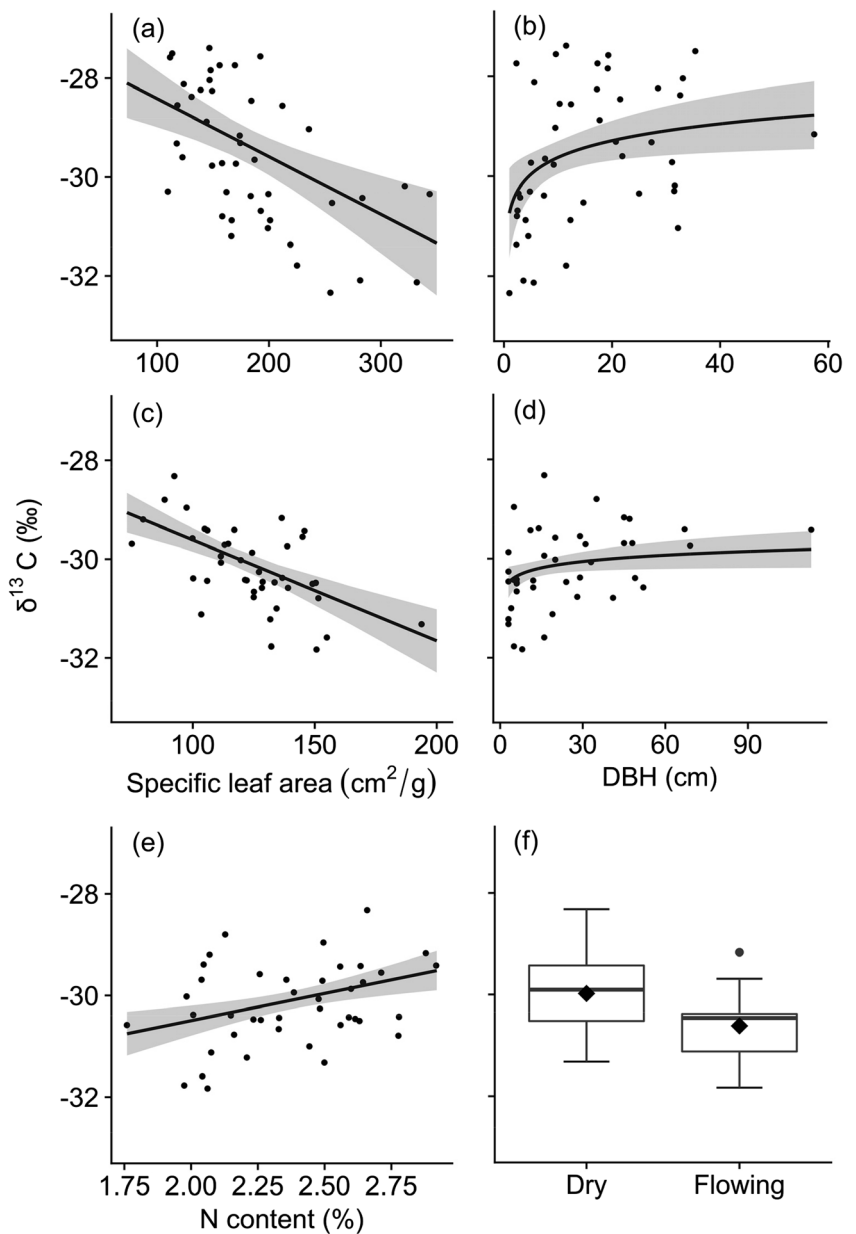 (a) (b)
-28
-30
-32
100 200 300 0 20 40 60
(c) (d)
-28
-30
-32
δ¹³ C (‰)
100 150 200 0 30 60 90
Specific leaf area (cm²/g) DBH (cm)
(e) (f)
-28
-30
-32
1.75 2.00 2.25 2.50 2.75 Dry Flowing
N content (%)